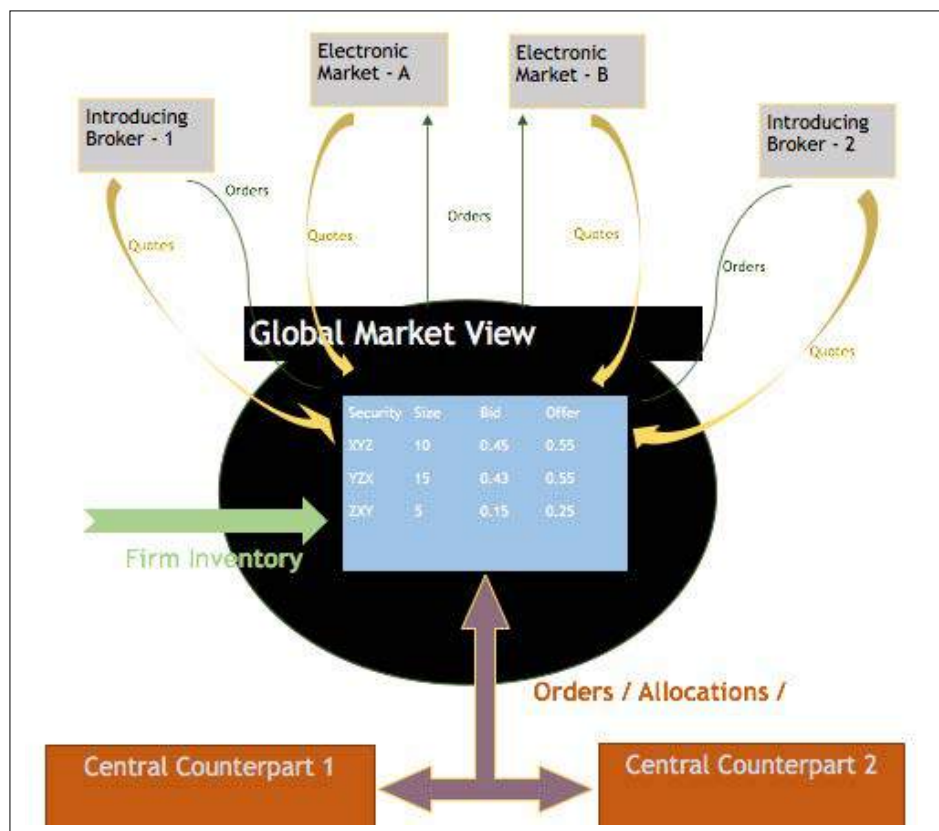 Electronic
Market - A
Electronic
Market - B
Introducing
Broker - 1
Introducing
Broker - 2
Orders
Orders
Orders
Quotes
Quotes
Quotes
Quotes
Global Market View
Security Size Bid Offer
XYZ 10 0.45 0.55
YZX 15 0.43 0.55
ZXY 5 0.15 0.25
Firm Inventory
Orders / Allocations /
Central Counterpart 1
Central Counterpart 2